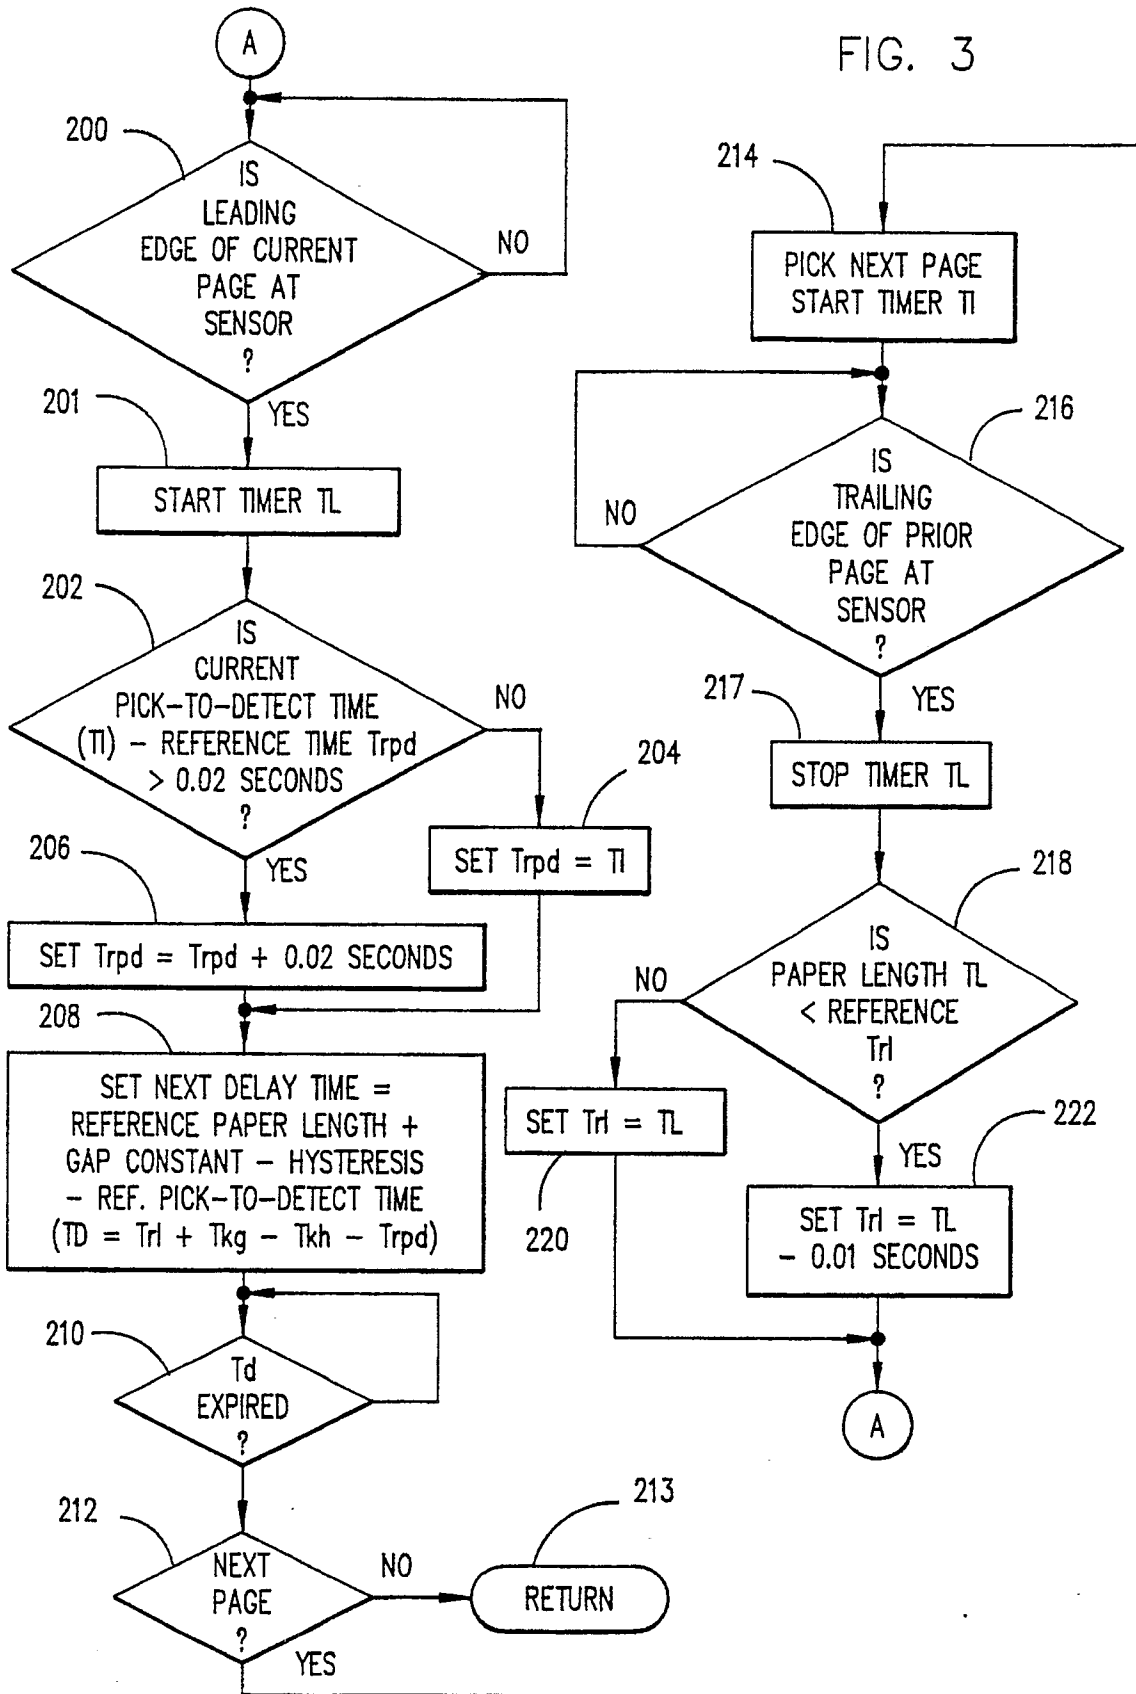 FIG. 3
A
200
IS
LEADING
EDGE OF CURRENT
PAGE AT
SENSOR
?
NO
YES
201
START TIMER TL
202
IS
CURRENT
PICK-TO-DETECT TIME
(TI) - REFERENCE TIME Trpd
> 0.02 SECONDS
?
NO
YES
204
SET Trpd = TI
206
SET Trpd = Trpd + 0.02 SECONDS
208
SET NEXT DELAY TIME =
REFERENCE PAPER LENGTH +
GAP CONSTANT - HYSTERESIS
- REF. PICK-TO-DETECT TIME
(TD = Trl + Tkg - Tkh - Trpd)
210
Td
EXPIRED
?
212
NEXT
PAGE
?
NO
YES
213
RETURN
214
PICK NEXT PAGE
START TIMER TI
216
IS
TRAILING
EDGE OF PRIOR
PAGE AT
SENSOR
?
NO
YES
217
STOP TIMER TL
218
IS
PAPER LENGTH TL
< REFERENCE
Trl
?
NO
YES
SET Trl = TL
220
222
SET Trl = TL
- 0.01 SECONDS
A